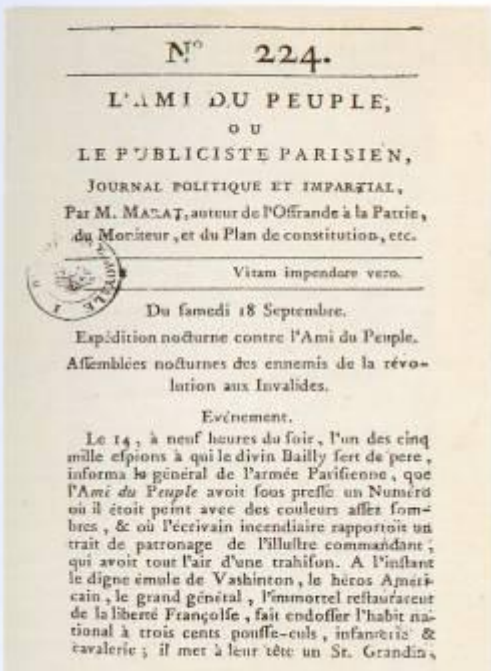 N° 224.
L'AMI DU PEUPLE,
OU
LE PUBLICISTE PARISIEN,
JOURNAL POLITIQUE ET IMPARTIAL,
Par M. MARAT, auteur de l'Offrande à la Patrie,
du Moniteur, et du Plan de constitution, etc.
Vitam impendere vero.
Du samedi 18 Septembre.
Expédition nocturne contre l'Ami du Peuple.
Assemblées nocturnes des ennemis de la révo-
lution aux Invalides.
Evénement.
Le 14, à neuf heures du soir, l'un des cinq
mille espions à qui le divin Bailly sert de pere,
informa le général de l'armée Parisienne, que
l'Ami du Peuple avoit sous presse un Numéro
où il étoit peint avec des couleurs assez som-
bres, & où l'écrivain incendiaire rapportoit un
trait de patronage de l'illustre commandant,
qui avoit tout l'air d'une trahison. A l'instant
le digne émule de Vashinton, le héros Améri-
cain, le grand général, l'immortel restaurateur
de la liberté Françoise, fait endosser l'habit na-
tional à trois cents pousse-culs, infanterie &
cavalerie; il met à leur tête un St. Grandin,